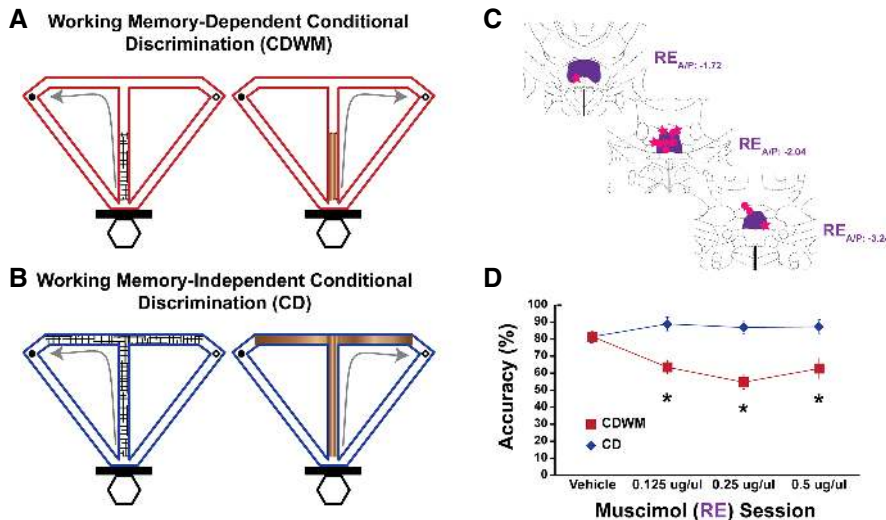 A
Working Memory-Dependent Conditional
Discrimination (CDWM)
B
Working Memory-Independent Conditional
Discrimination (CD)
C
RE A/P: -1.72
RE A/P: -2.04
RE A/P: -3.24
D
Accuracy (%)
100
90
80
70
60
50
40
30
20
10
0
* * *
CDWM
CD
Vehicle 0.125 ug/ul 0.25 ug/ul 0.5 ug/ul
Muscimol (RE) Session